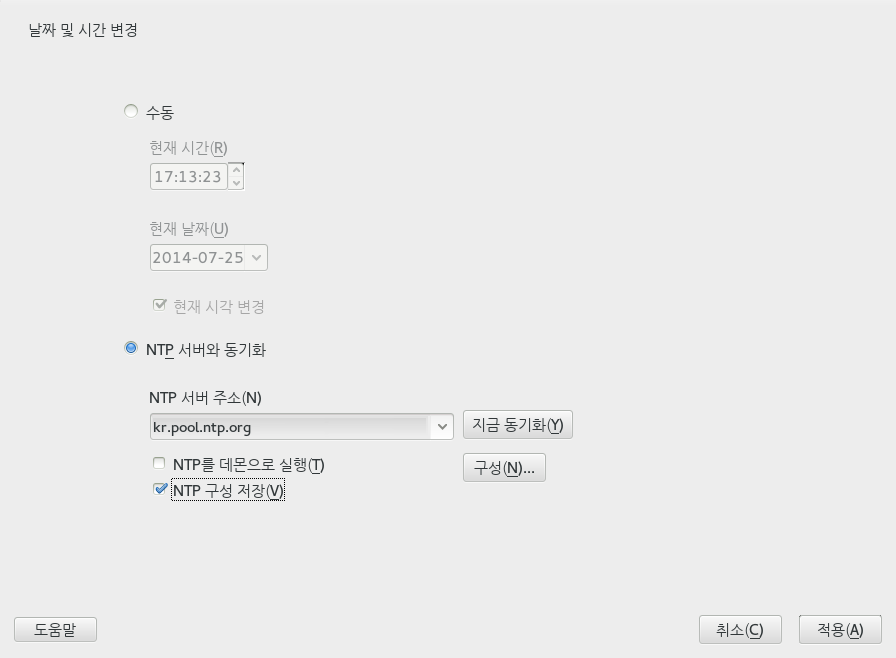 날짜 및 시간 변경
수동
현재 시간(R)
17:13:23
현재 날짜(U)
2014-07-25
현재 시각 변경
NTP 서버와 동기화
NTP 서버 주소(N)
kr.pool.ntp.org 지금 동기화(Y)
NTP를 데몬으로 실행(T) 구성(N)...
NTP 구성 저장(V)
도움말 취소(C) 적용(A)